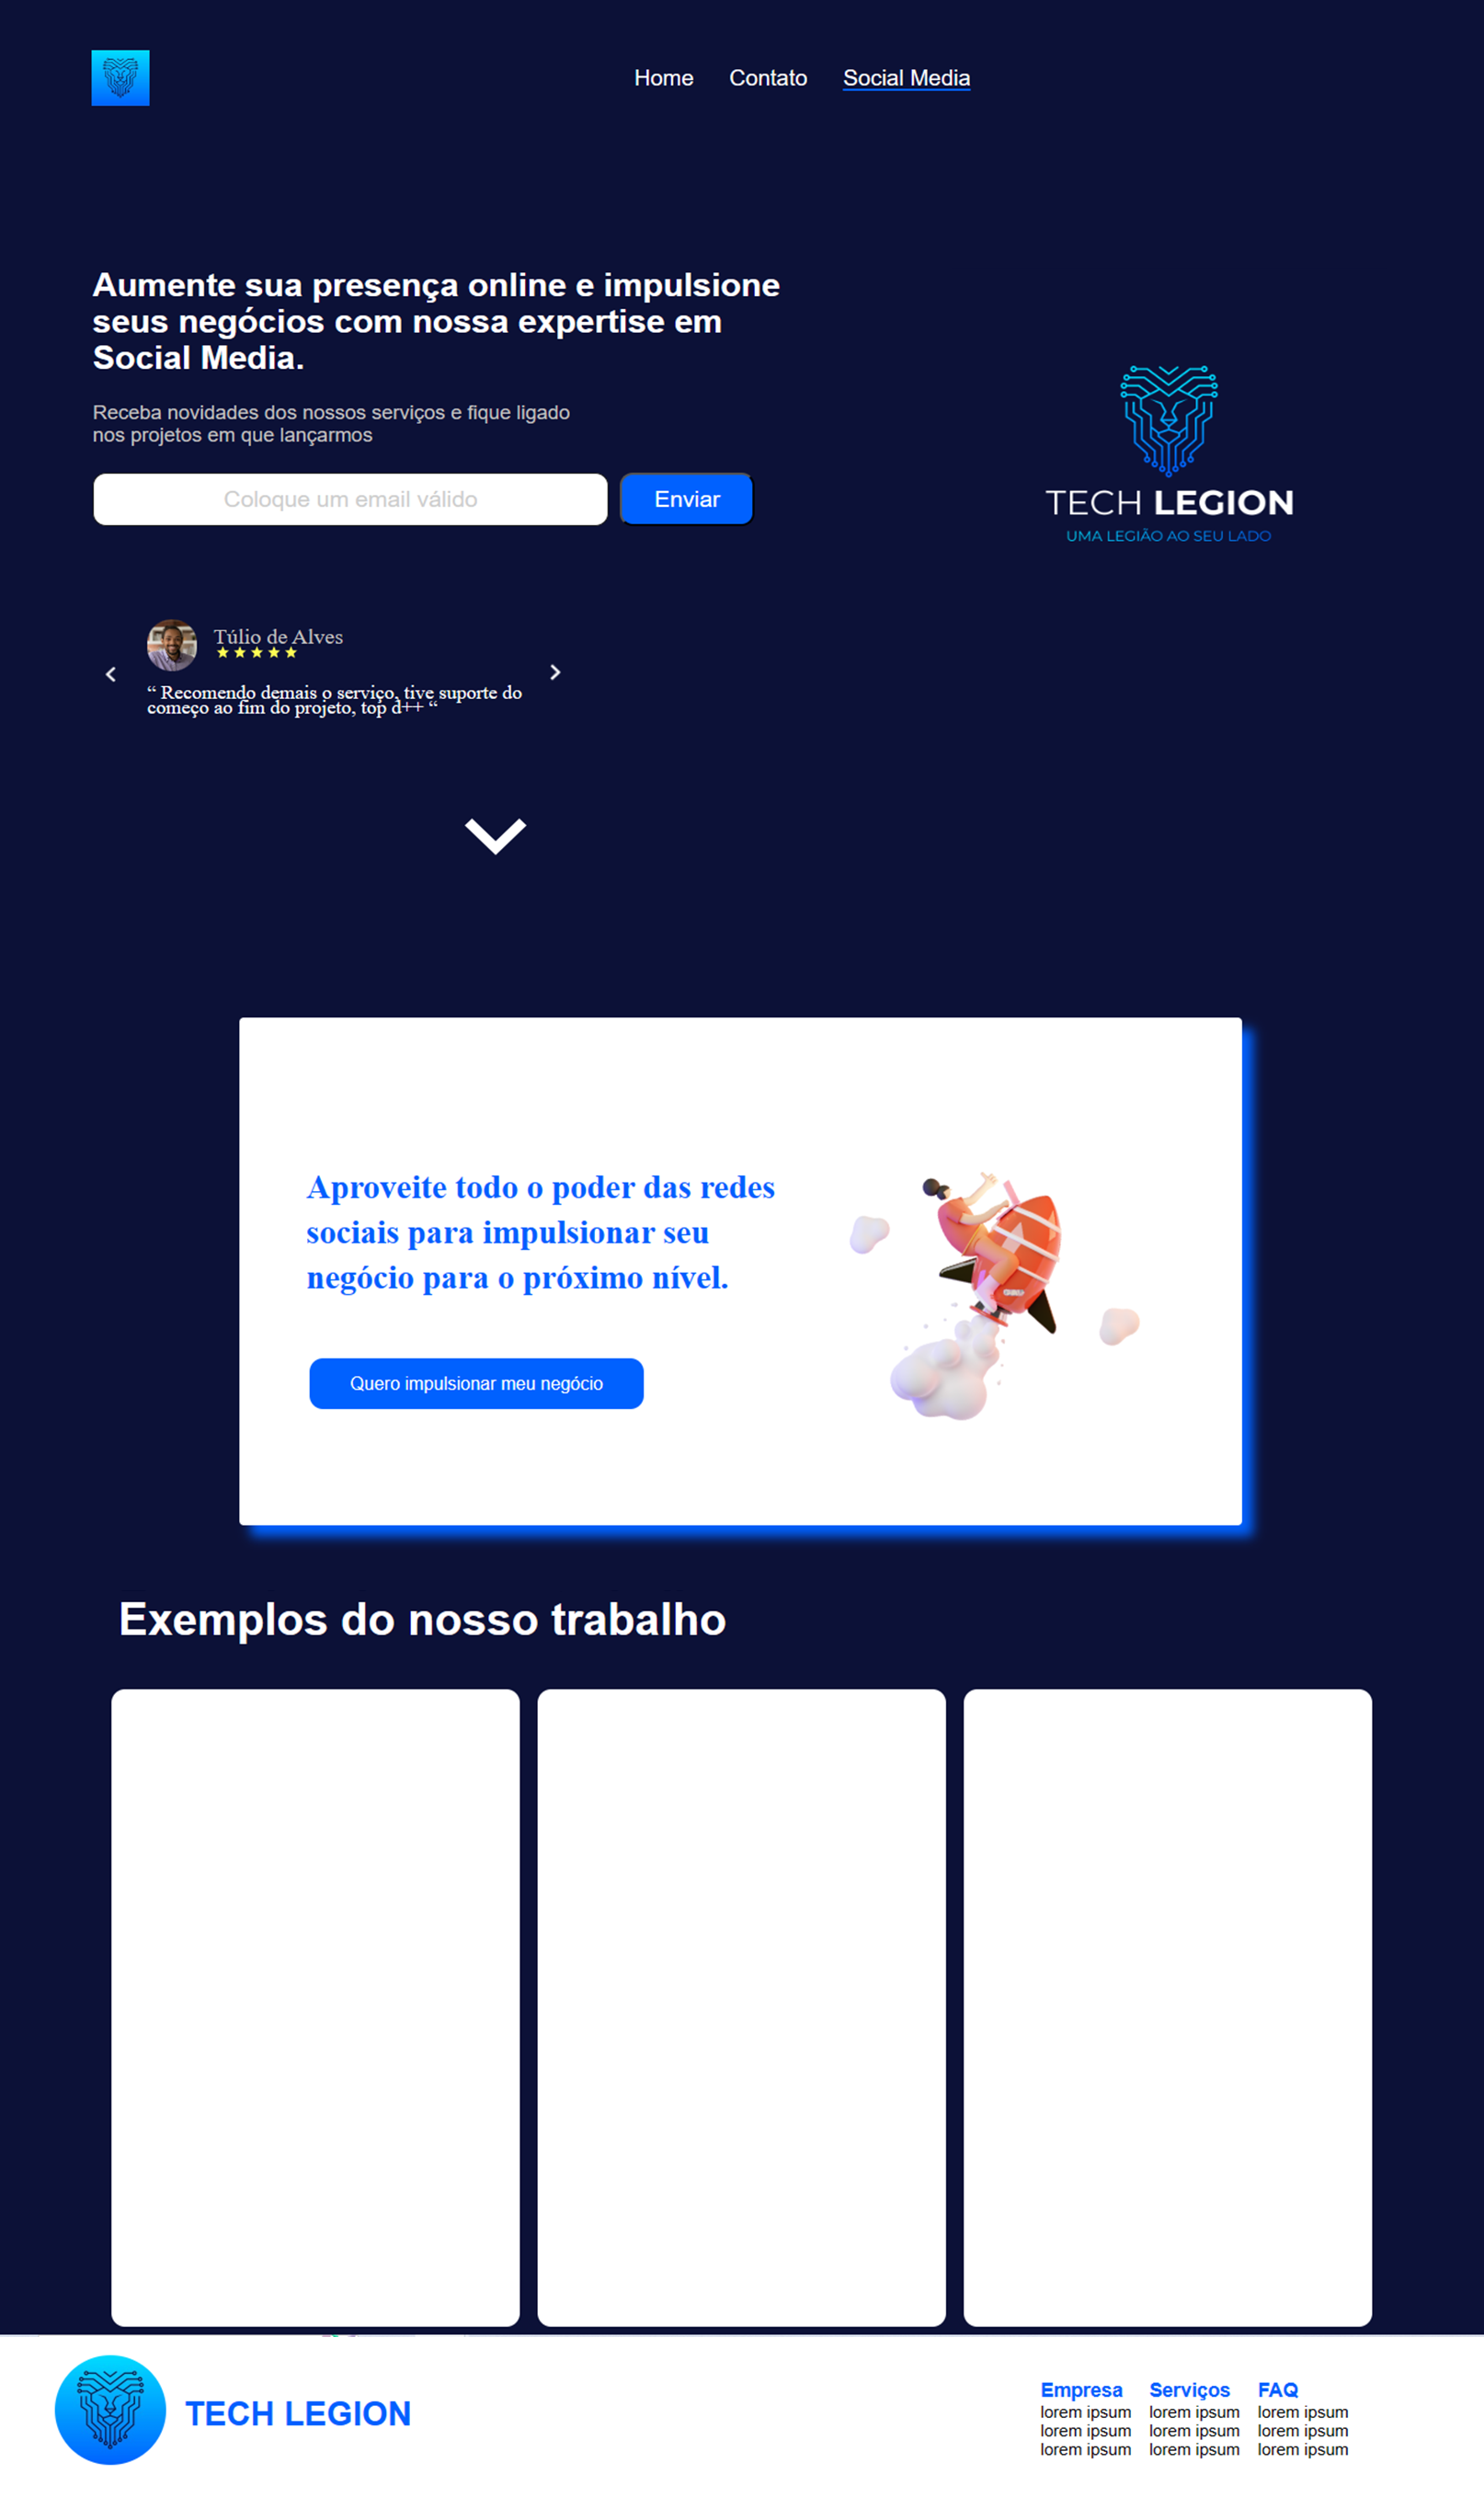 Home Contato Social Media
Aumente sua presença online e impulsione
seus negócios com nossa expertise em
Social Media.
Receba novidades dos nossos serviços e fique ligado
nos projetos em que lançarmos
Coloque um email válido
Enviar
TECH LEGION
UMA LEGIÃO AO SEU LADO
Túlio de Alves
“ Recomendo demais o serviço, tive suporte do
começo ao fim do projeto, top d++ “
Aproveite todo o poder das redes
sociais para impulsionar seu
negócio para o próximo nível.
Quero impulsionar meu negócio
Exemplos do nosso trabalho
TECH LEGION
Empresa Serviços FAQ
lorem ipsum lorem ipsum lorem ipsum
lorem ipsum lorem ipsum lorem ipsum
lorem ipsum lorem ipsum lorem ipsum